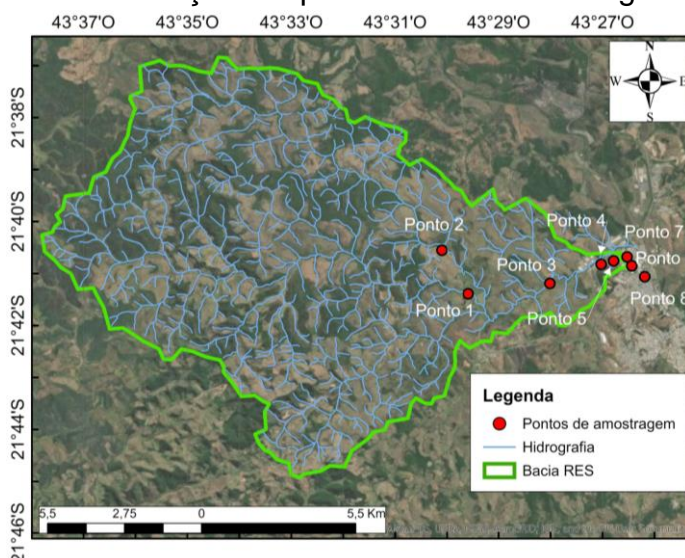 43°37'O 43°35'O 43°33'O 43°31'O 43°29'O 43°27'O
N
W E
S
21°38'S
21°40'S
21°42'S
21°44'S
21°46'S
Ponto 2
Ponto 4
Ponto 7
Ponto
Ponto 3
Ponto 1
Ponto 8
Ponto 5
Legenda
Pontos de amostragem
Hidrografia
Bacia RES
5,5 2,75 0 5,5 Km